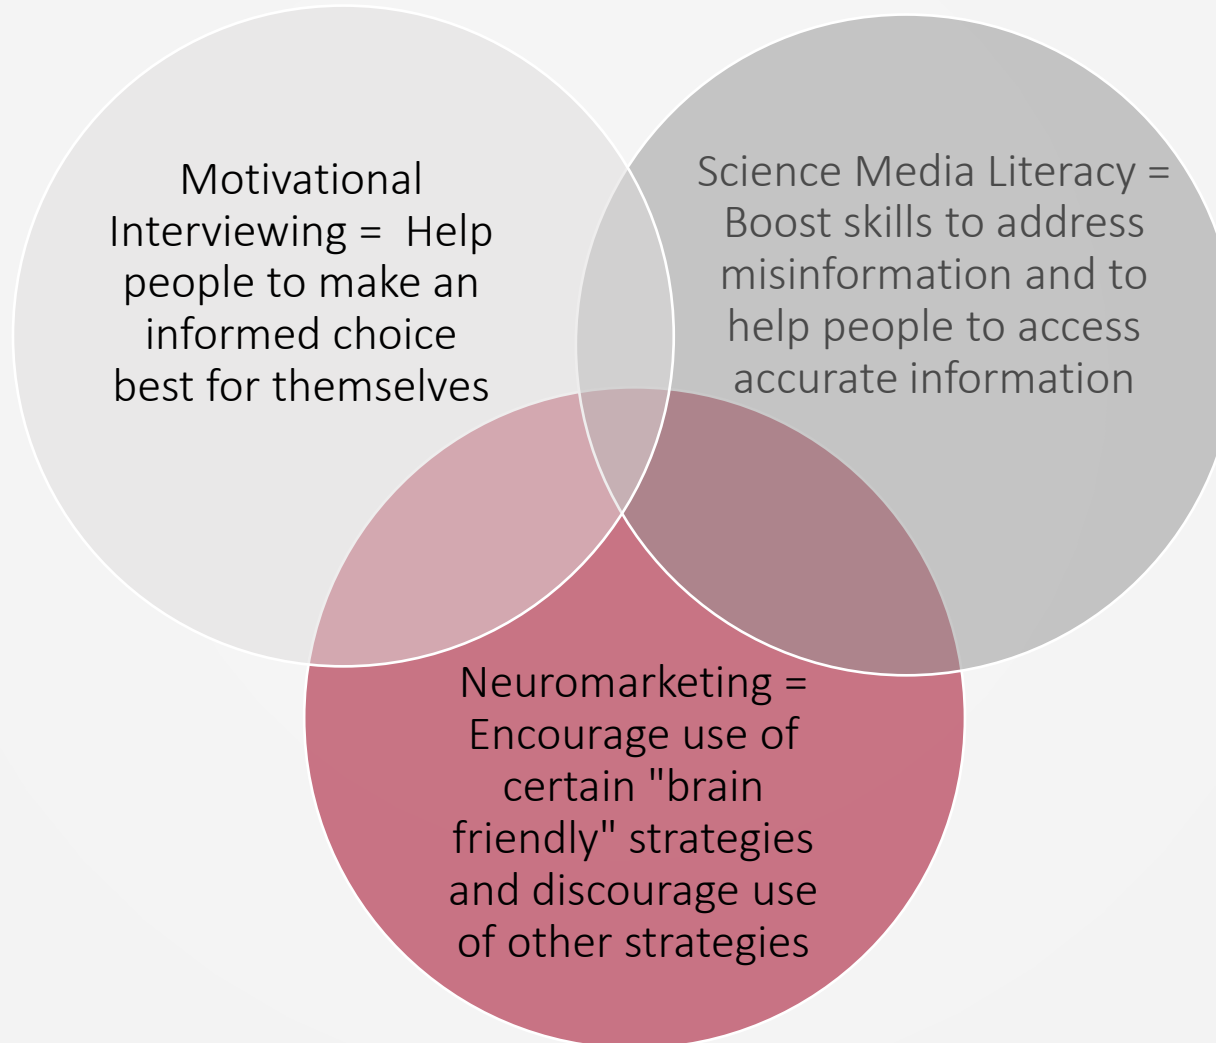 Motivational
Interviewing =  Help
people to make an
informed choice
best for themselves
Science Media Literacy =
Boost skills to address
misinformation and to
help people to access
accurate information
Neuromarketing =
Encourage use of
certain "brain
friendly" strategies
and discourage use
of other strategies